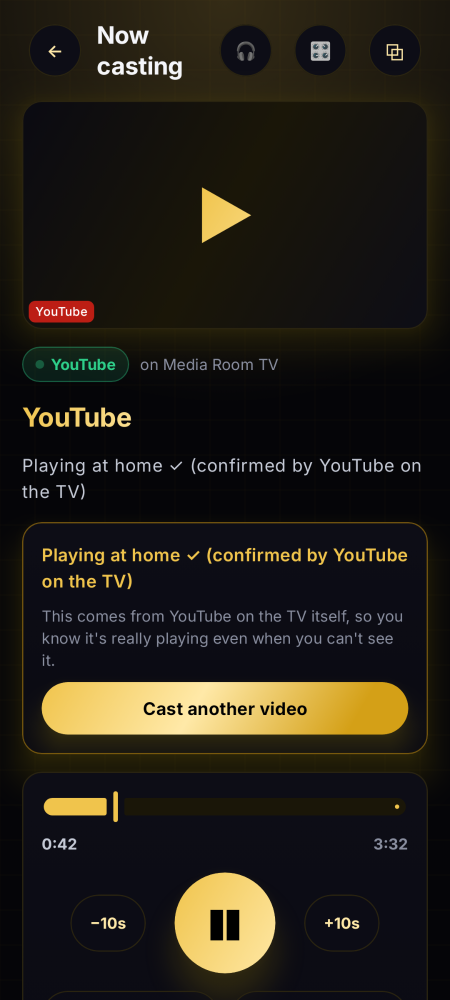 Now
casting
YouTube
YouTube on Media Room TV
YouTube
Playing at home ✓ (confirmed by YouTube on
the TV)
Playing at home ✓ (confirmed by YouTube
on the TV)
This comes from YouTube on the TV itself, so you
know it's really playing even when you can't see
it.
Cast another video
0:42 3:32
−10s +10s